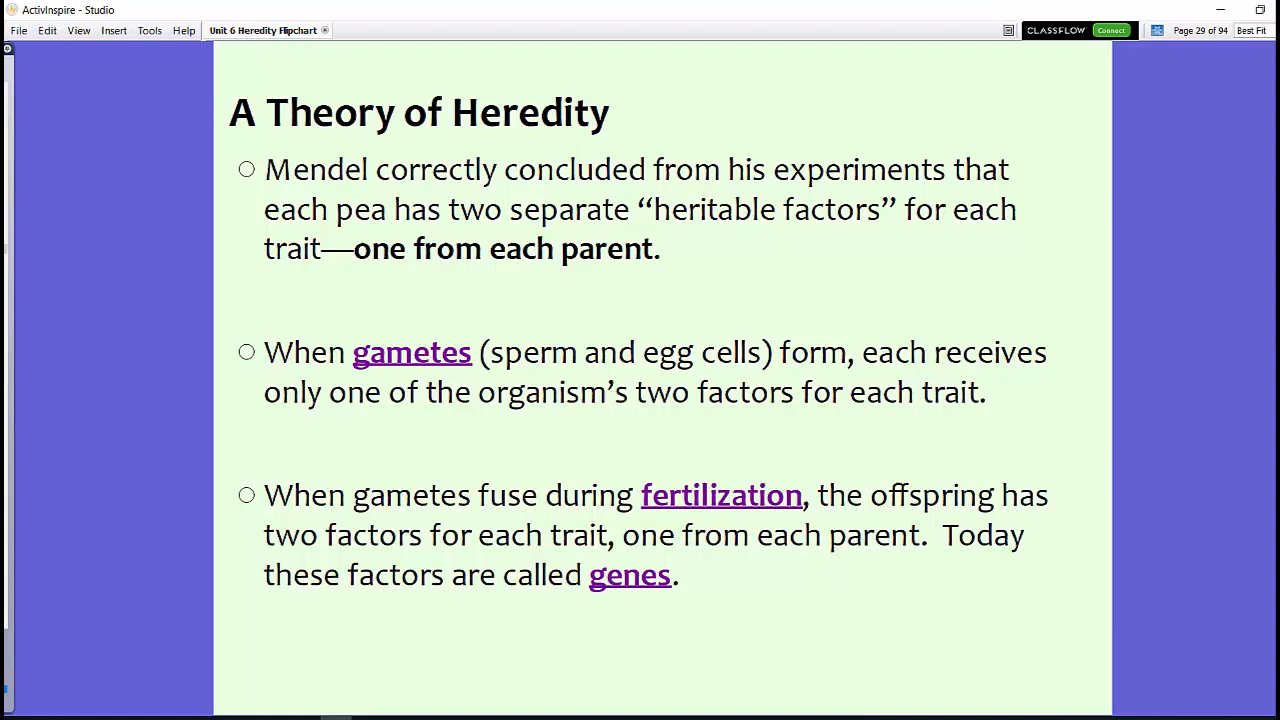 ActivInspire - Studio
File Edit View Insert Tools Help Unit 6 Heredity Flipchart CLASSFLOW Connect Page 29 of 94 Best Fit
A Theory of Heredity
Mendel correctly concluded from his experiments that
each pea has two separate “heritable factors” for each
trait—one from each parent.
When gametes (sperm and egg cells) form, each receives
only one of the organism’s two factors for each trait.
When gametes fuse during fertilization, the offspring has
two factors for each trait, one from each parent.  Today
these factors are called genes.